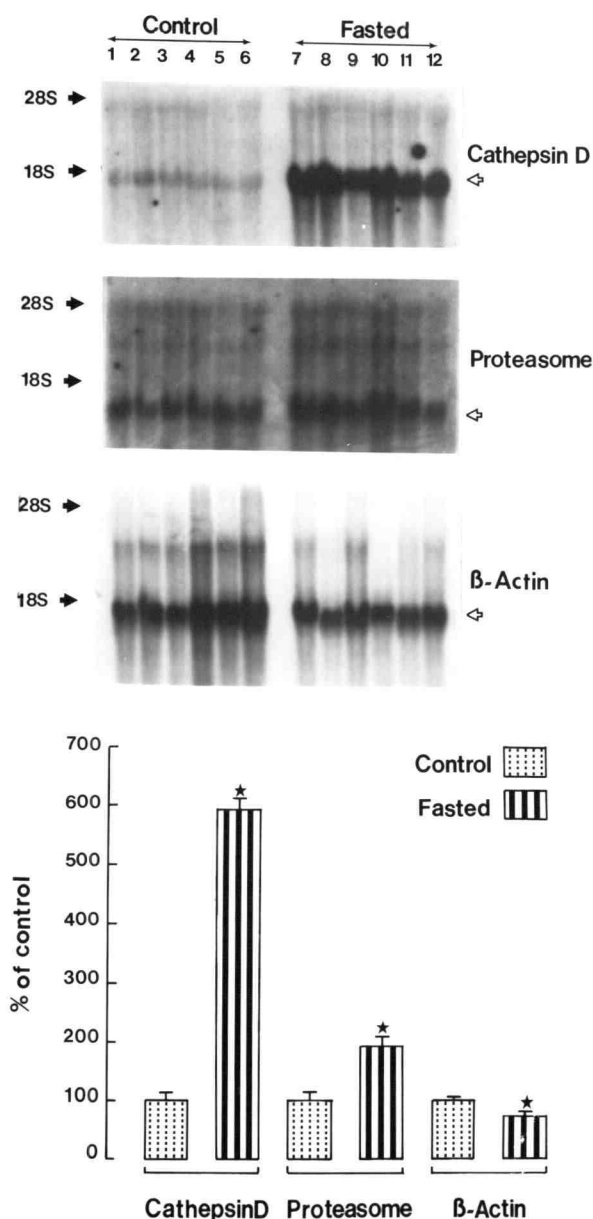 Control Fasted
1 2 3 4 5 6 7 8 9 10 11 12
28S
18S
Cathepsin D
28S
18S
Proteasome
28S
18S
ß-Actin
700
600
500
400
300
200
100
0
% of control
Control
Fasted
★
★
★
CathepsinD Proteasome ß-Actin